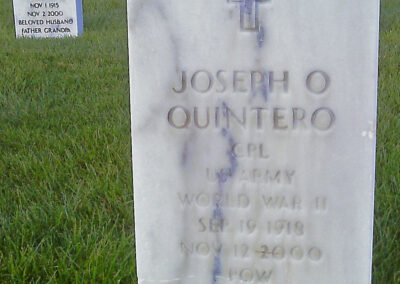 NOV 1 1915
NOV 2 2000
BELOVED HUSBAND
FATHER GRANDPA
JOSEPH O
QUINTERO
CPL
US ARMY
WORLD WAR II
SEP 19 1918
NOV 12 2000
POW